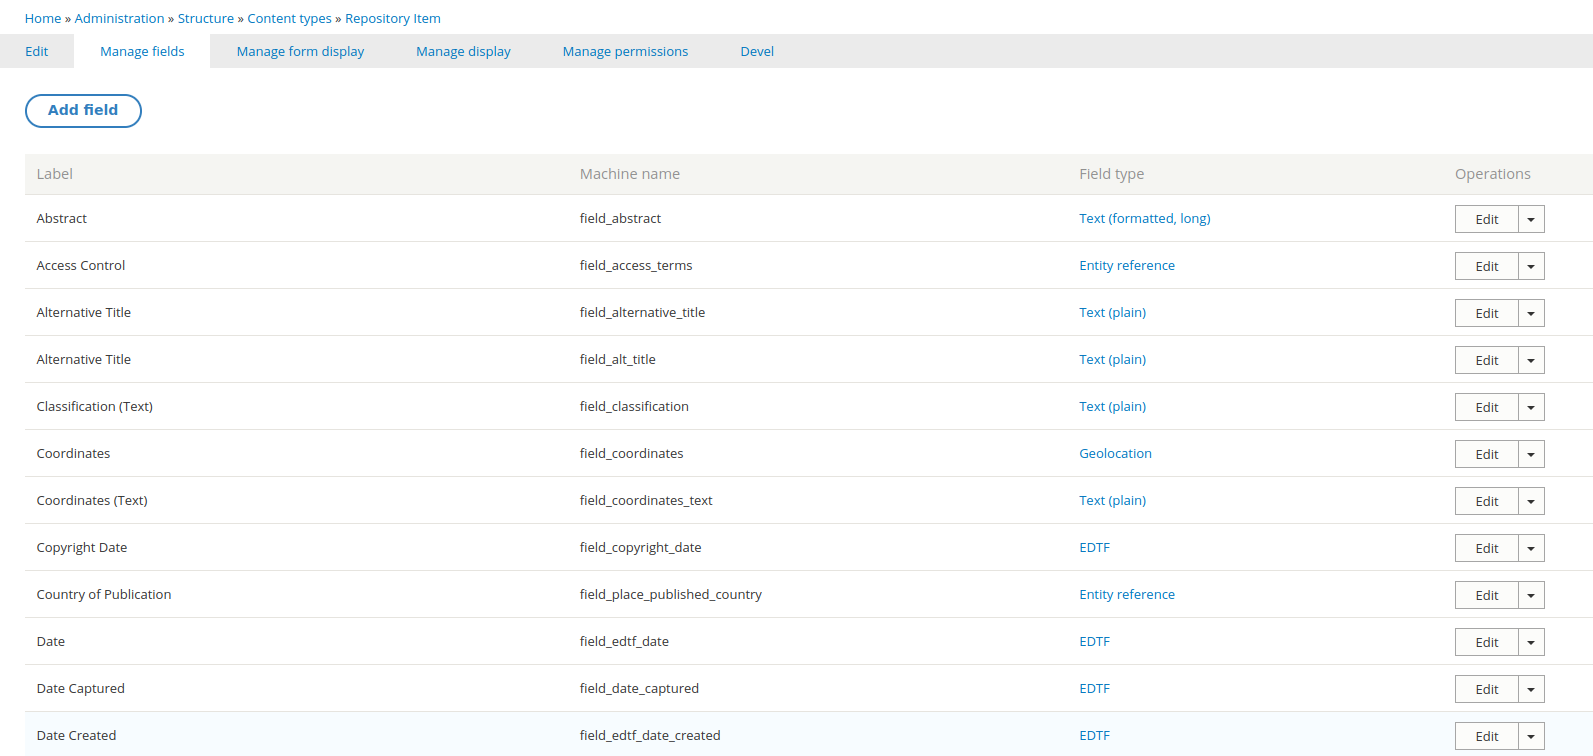 Home » Administration » Structure » Content types » Repository Item
Edit Manage fields Manage form display Manage display Manage permissions Devel
Add field
Label Machine name Field type Operations
Abstract field_abstract Text (formatted, long) Edit
Access Control field_access_terms Entity reference Edit
Alternative Title field_alternative_title Text (plain) Edit
Alternative Title field_alt_title Text (plain) Edit
Classification (Text) field_classification Text (plain) Edit
Coordinates field_coordinates Geolocation Edit
Coordinates (Text) field_coordinates_text Text (plain) Edit
Copyright Date field_copyright_date EDTF Edit
Country of Publication field_place_published_country Entity reference Edit
Date field_edtf_date EDTF Edit
Date Captured field_date_captured EDTF Edit
Date Created field_edtf_date_created EDTF Edit